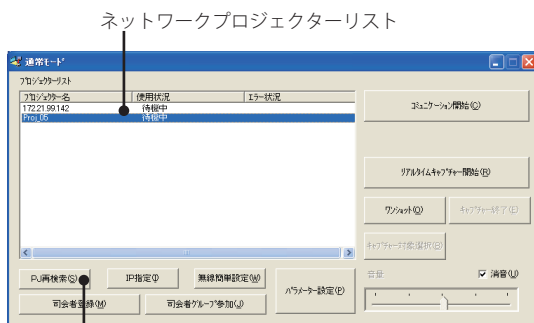 ネットワークプロジェクターリスト
通常モード
プロジェクターリスト
プロジェクター名 使用状況 エラー状況
172.21.99.142 待機中
Proj_05 待機中
コミュニケーション開始(C)
リアルタイムキャプチャー開始(R)
ワンショット(O) キャプチャー終了(E)
キャプチャー対象選択(B)
PJ再検索(S) IP指定(I) 無線簡単設定(W) パラメーター設定(P) 音量 消音(U)
司会者登録(M) 司会者グループ参加(J)